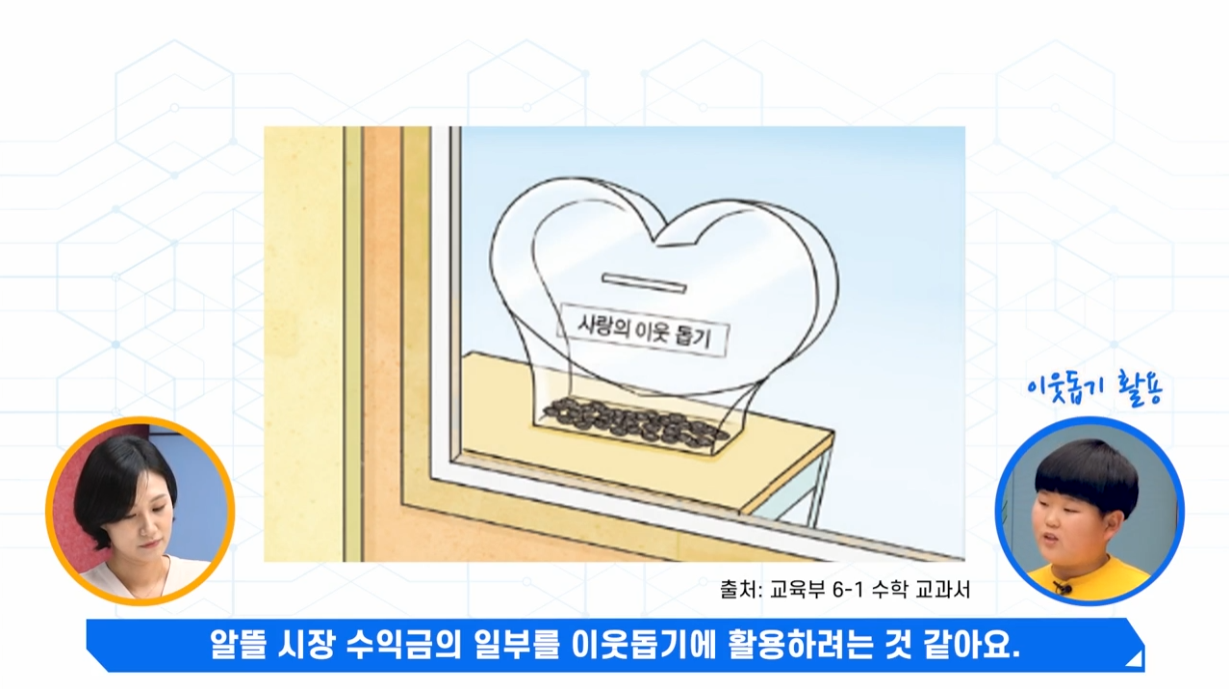 사랑의 이웃 돕기
이웃돕기 활용
출처: 교육부 6-1 수학 교과서
알뜰 시장 수익금의 일부를 이웃돕기에 활용하려는 것 같아요.